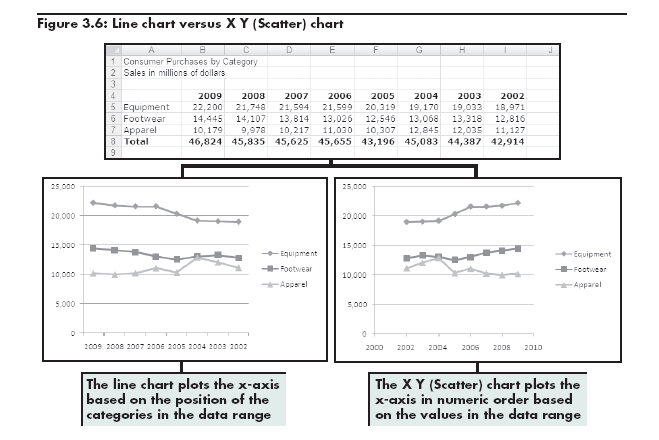 Figure 3.6: Line chart versus X Y (Scatter) chart
A B C D E F G H I J
1 Consumer Purchases by Category
2 Sales in millions of dollars
3
4 2009 2008 2007 2006 2005 2004 2003 2002
5 Equipment 22,200 21,748 21,594 21,599 20,319 19,170 19,033 18,971
6 Footwear 14,445 14,107 13,814 13,026 12,546 13,068 13,318 12,816
7 Apparel 10,179 9,978 10,217 11,030 10,307 12,845 12,035 11,127
8 Total 46,824 45,835 45,625 45,655 43,196 45,083 44,387 42,914
9
25,000
20,000
15,000
10,000
5,000
0
2009 2008 2007 2006 2005 2004 2003 2002
Equipment
Footwear
Apparel
25,000
20,000
15,000
10,000
5,000
0
2000 2002 2004 2006 2008 2010
Equipment
Footwear
Apparel
The line chart plots the x-axis
based on the position of the
categories in the data range
The X Y (Scatter) chart plots the
x-axis in numeric order based
on the values in the data range